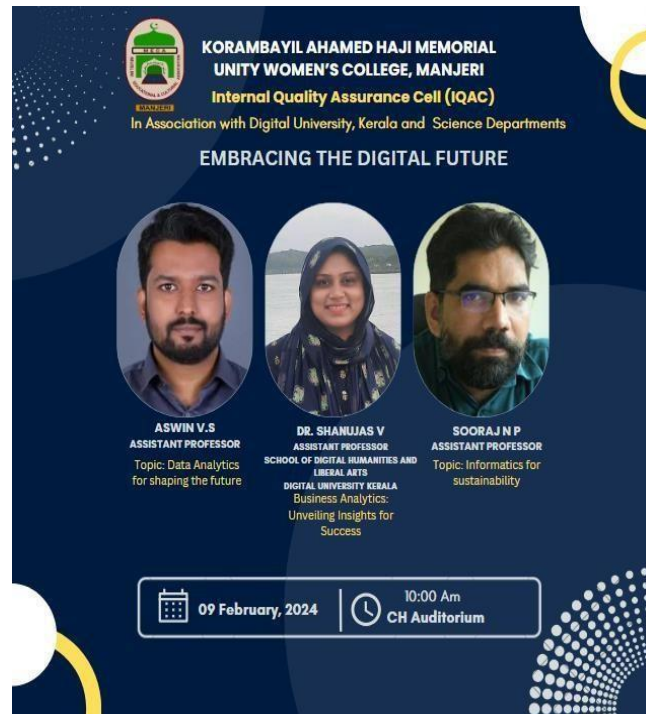 MECA
MANJERI
KORAMBAYIL AHAMED HAJI MEMORIAL
UNITY WOMEN'S COLLEGE, MANJERI
Internal Quality Assurance Cell (IQAC)
In Association with Digital University, Kerala and Science Departments
EMBRACING THE DIGITAL FUTURE
ASWIN V.S
ASSISTANT PROFESSOR
Topic: Data Analytics
for shaping the future
DR. SHANUJAS V
ASSISTANT PROFESSOR
SCHOOL OF DIGITAL HUMANITIES AND
LIBERAL ARTS
DIGITAL UNIVERSITY KERALA
Business Analytics:
Unveiling Insights for
Success
SOORAJ N P
ASSISTANT PROFESSOR
Topic: Informatics for
sustainability
09 February, 2024
10:00 Am
CH Auditorium